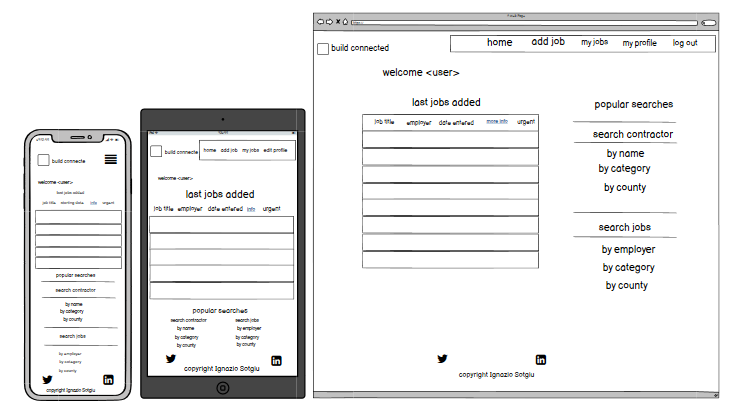 build connecte
welcome <user>
last jobs added
job title starting date info urgent
popular searches
search contractor
by name
by category
by county
search jobs
by employer
by category
by county
copyright Ignazio Sotgiu
build connecte
home add job my jobs edit profile
welcome <user>
last jobs added
job title employer date entered info urgent
popular searches
search contractor search jobs
by name by employer
by category by category
by county by county
copyright Ignazio Sotgiu
build connected
home add job my jobs my profile log out
welcome <user>
last jobs added
job title employer date entered more info urgent
popular searches
search contractor
by name
by category
by county
search jobs
by employer
by category
by county
copyright Ignazio Sotgiu